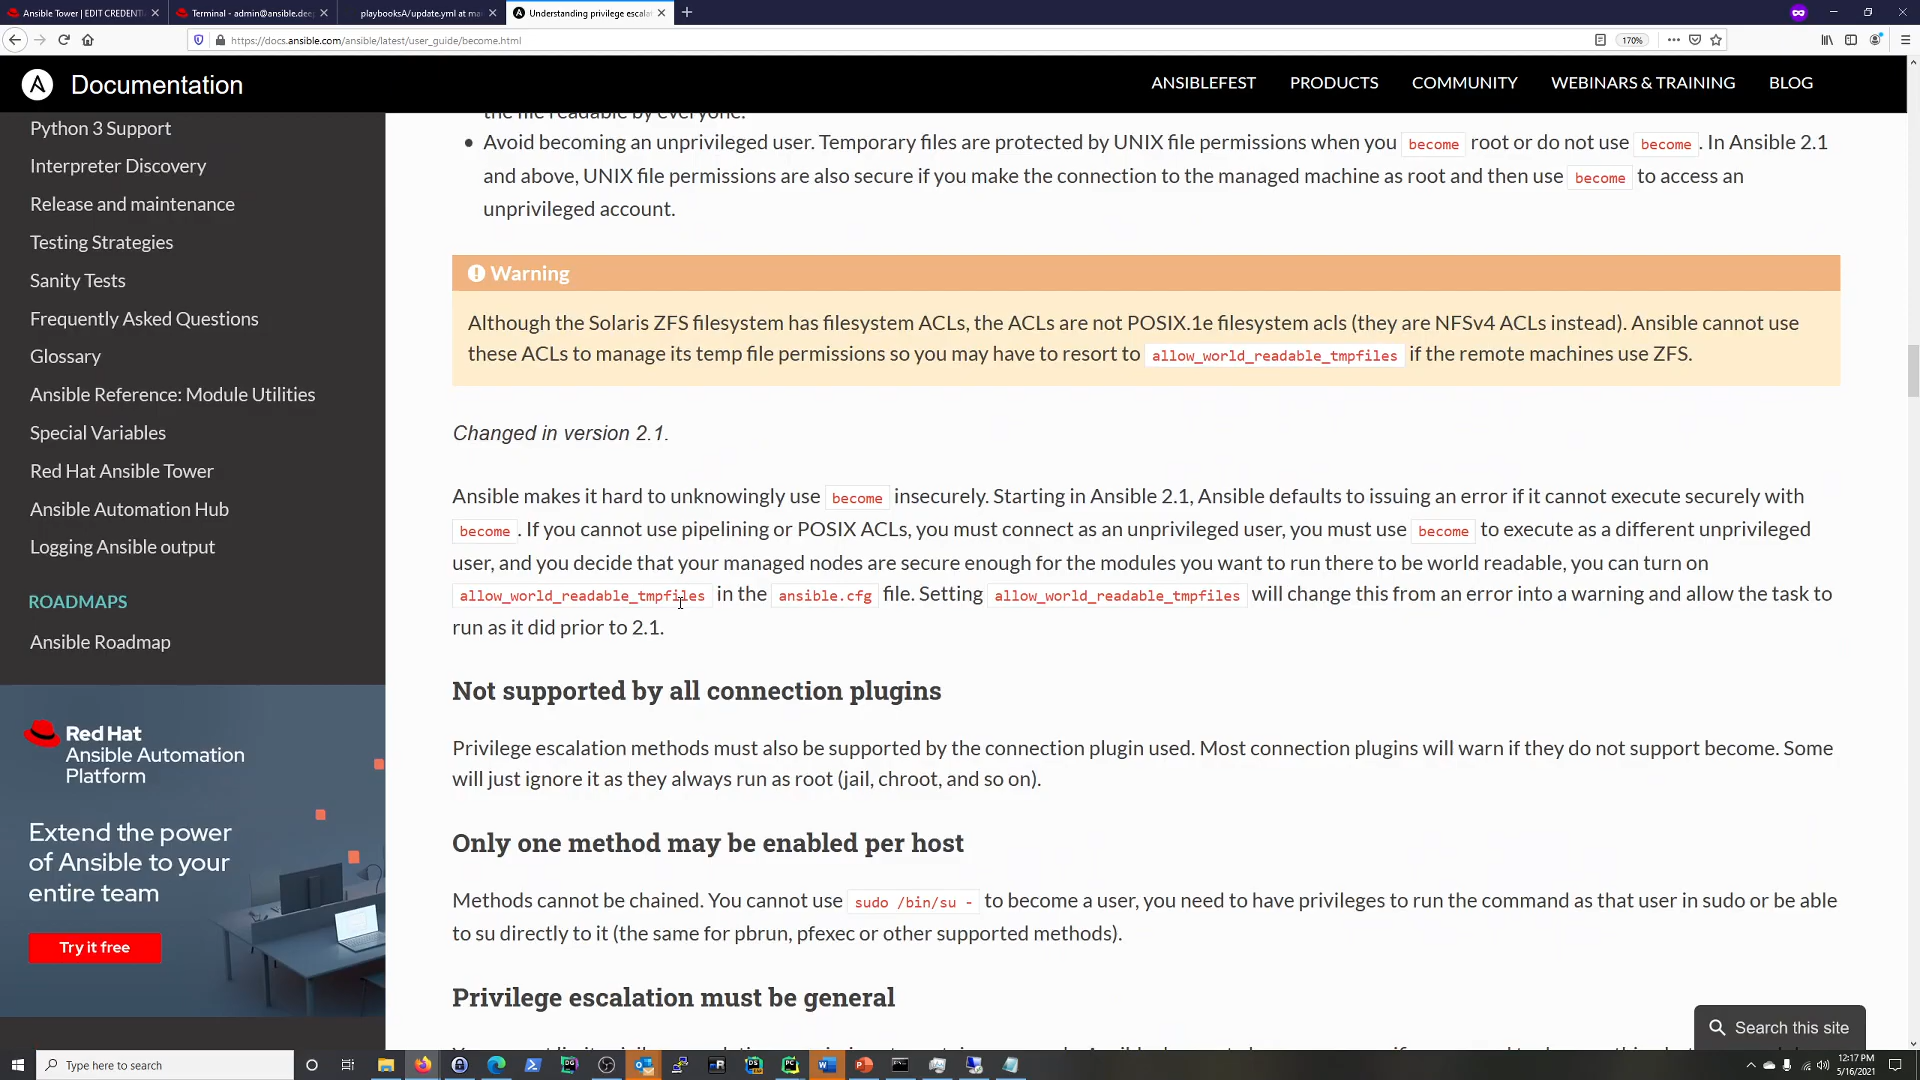 Ansible Tower | EDIT CREDENTI
Terminal - admin@ansible.dee
playbooksA/update.yml at ma
Understanding privilege escala
https://docs.ansible.com/ansible/latest/user_guide/become.html
170%
Documentation
ANSIBLEFEST
PRODUCTS
COMMUNITY
WEBINARS & TRAINING
BLOG
Python 3 Support
Interpreter Discovery
Release and maintenance
Testing Strategies
Sanity Tests
Frequently Asked Questions
Glossary
Ansible Reference: Module Utilities
Special Variables
Red Hat Ansible Tower
Ansible Automation Hub
Logging Ansible output
ROADMAPS
Ansible Roadmap
Red Hat
Ansible Automation
Platform
Extend the power
of Ansible to your
entire team
Try it free
the file readable by everyone.
• Avoid becoming an unprivileged user. Temporary files are protected by UNIX file permissions when you become root or do not use become . In Ansible 2.1
and above, UNIX file permissions are also secure if you make the connection to the managed machine as root and then use become to access an
unprivileged account.
Warning
Although the Solaris ZFS filesystem has filesystem ACLs, the ACLs are not POSIX.1e filesystem acls (they are NFSv4 ACLs instead). Ansible cannot use
these ACLs to manage its temp file permissions so you may have to resort to allow_world_readable_tmpfiles if the remote machines use ZFS.
Changed in version 2.1.
Ansible makes it hard to unknowingly use become insecurely. Starting in Ansible 2.1, Ansible defaults to issuing an error if it cannot execute securely with
become . If you cannot use pipelining or POSIX ACLs, you must connect as an unprivileged user, you must use become to execute as a different unprivileged
user, and you decide that your managed nodes are secure enough for the modules you want to run there to be world readable, you can turn on
allow_world_readable_tmpfiles in the ansible.cfg file. Setting allow_world_readable_tmpfiles will change this from an error into a warning and allow the task to
run as it did prior to 2.1.
Not supported by all connection plugins
Privilege escalation methods must also be supported by the connection plugin used. Most connection plugins will warn if they do not support become. Some
will just ignore it as they always run as root (jail, chroot, and so on).
Only one method may be enabled per host
Methods cannot be chained. You cannot use sudo /bin/su - to become a user, you need to have privileges to run the command as that user in sudo or be able
to su directly to it (the same for pbrun, pfexec or other supported methods).
Privilege escalation must be general
Search this site
Type here to search
12:17 PM
5/16/2021